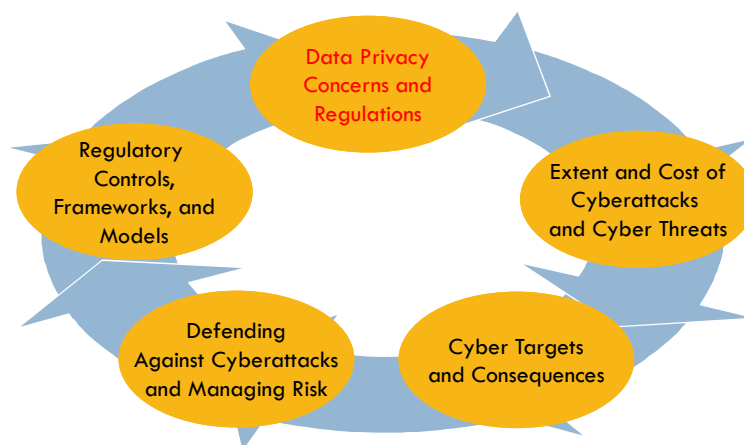 Data Privacy
Concerns and
Regulations
Extent and Cost of
Cyberattacks
and Cyber Threats
Cyber Targets
and Consequences
Defending
Against Cyberattacks
and Managing Risk
Regulatory
Controls,
Frameworks, and
Models